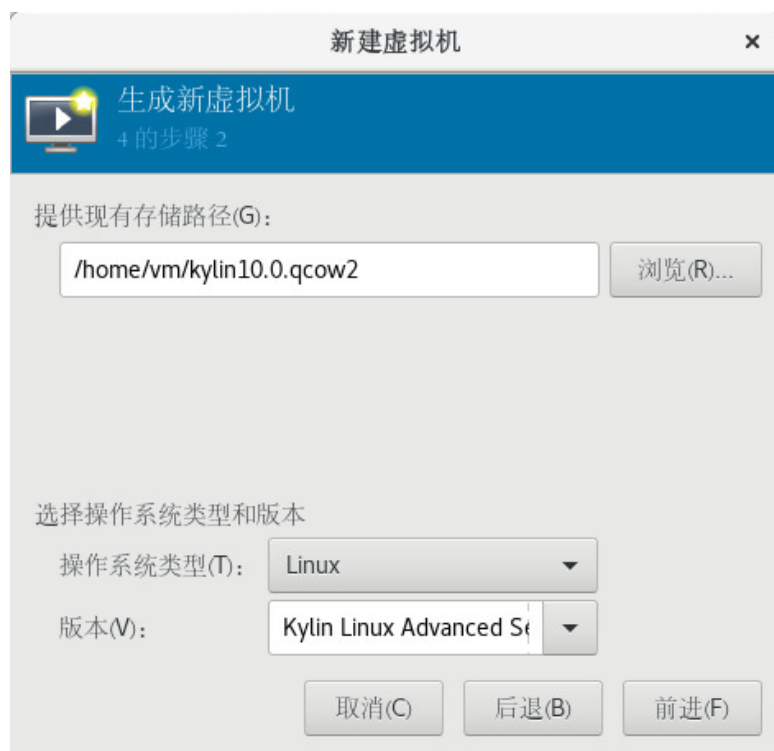 新建虚拟机
生成新虚拟机
4 的步骤 2
提供现有存储路径(G):
/home/vm/kylin10.0.qcow2 浏览(R)...
选择操作系统类型和版本
操作系统类型(T): Linux
版本(V): Kylin Linux Advanced Se
取消(C) 后退(B) 前进(F)